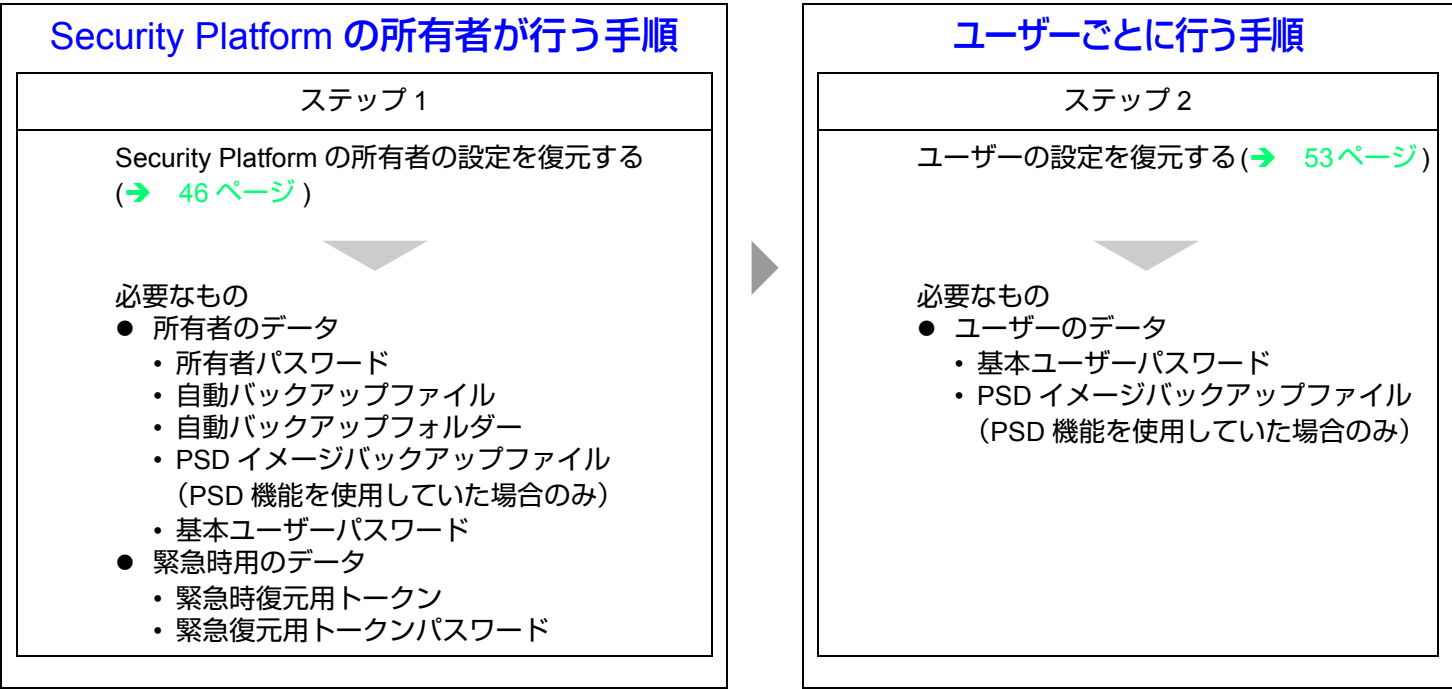 Security Platform の所有者が行う手順
ステップ 1
Security Platform の所有者の設定を復元する
(➔ 46 ページ )
必要なもの
● 所有者のデータ
・所有者パスワード
・自動バックアップファイル
・自動バックアップフォルダー
・PSD イメージバックアップファイル
（PSD 機能を使用していた場合のみ）
・基本ユーザーパスワード
● 緊急時用のデータ
・緊急時復元用トークン
・緊急復元用トークンパスワード
ユーザーごとに行う手順
ステップ 2
ユーザーの設定を復元する (➔ 53 ページ )
必要なもの
● ユーザーのデータ
・基本ユーザーパスワード
・PSD イメージバックアップファイル
（PSD 機能を使用していた場合のみ）